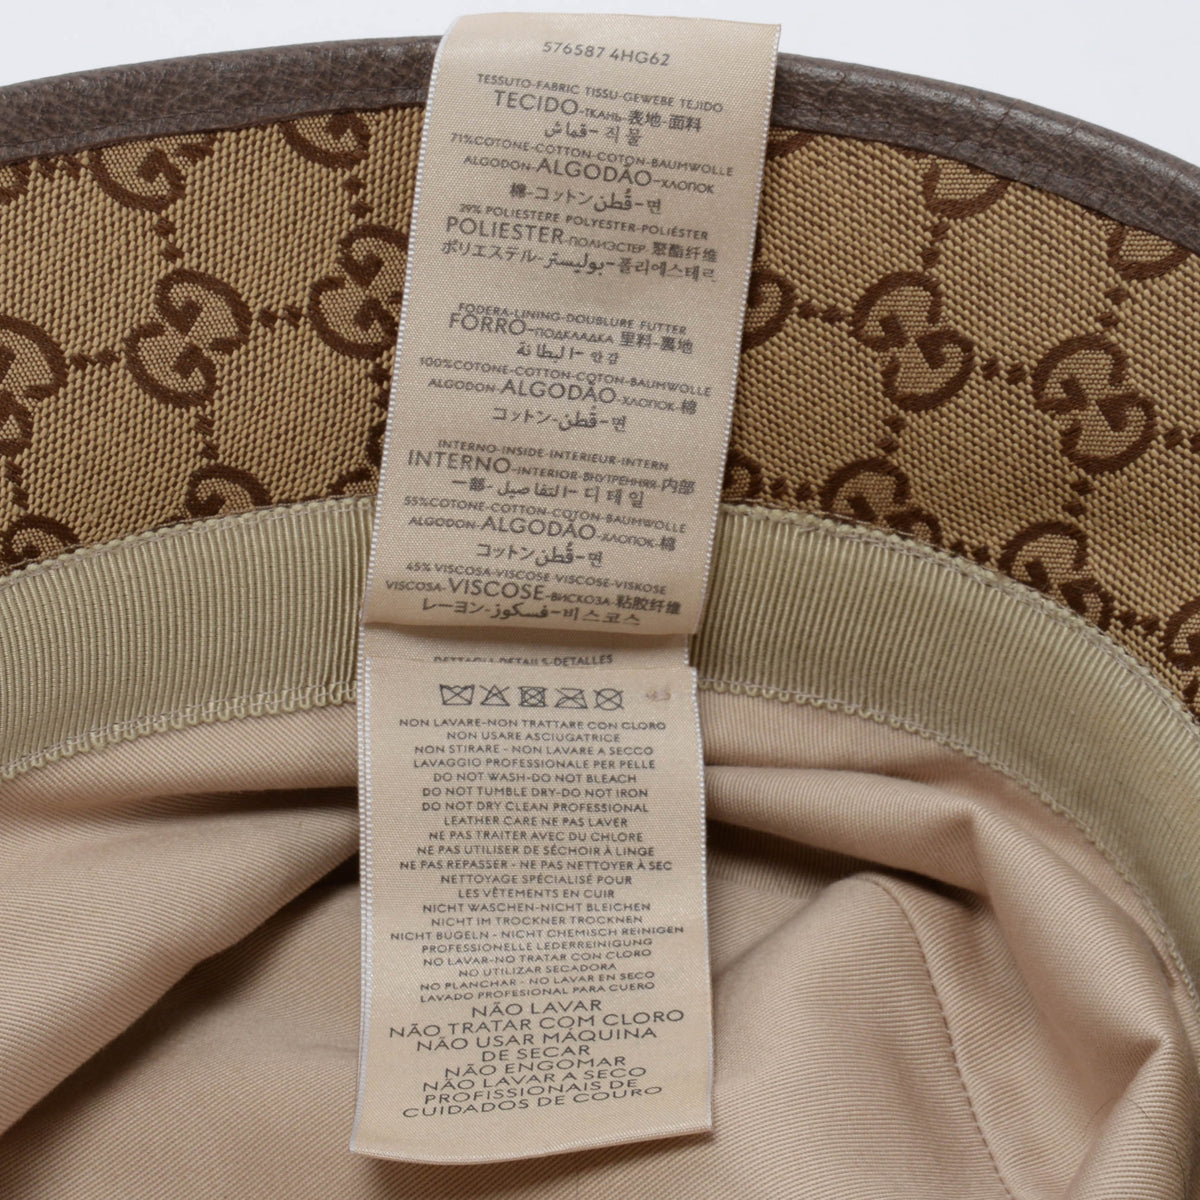 576587 4HG62
TESSUTO-FABRIC TISSU-GEWEBE TEJIDO
TECIDO-ТКАНЬ-表地-面料
قماش-직물
71%COTONE-COTTON-COTON-BAUMWOLLE
ALGODON-ALGODÃO-ХЛОПОК
棉-コットン-قُطن-면
29% POLIESTERE POLYESTER-POLIÉSTER
POLIESTER-ПОЛИЭСТЕР 聚酯纤维
ポリエステル-بوليستر-폴리에스테르
FODERA-LINING-DOUBLURE FUTTER
FORRO-ПОДКЛАДКА 里料-裏地
البطانة-안감
100%COTONE-COTTON-COTON-BAUMWOLLE
ALGODON-ALGODÃO-ХЛОПОК-棉
コットン-قُطن-면
INTERNO-INSIDE-INTERIEUR-INTERN
INTERNO-INTERIOR-ВНУТРЕННЯЯ-内部
一部-التفاصيل-디테일
55%COTONE-COTTON-COTON-BAUMWOLLE
ALGODON-ALGODÃO-ХЛОПОК-棉
コットン-قُطن-면
45% VISCOSA-VISCOSE VISCOSE-VISKOSE
VISCOSA-VISCOSE-ВИСКОЗА-粘胶纤维
レーヨン-فسكوز-비스코스
DETTAGLI-DETAILS-DETALLES
NON LAVARE-NON TRATTARE CON CLORO
NON USARE ASCIUGATRICE
NON STIRARE - NON LAVARE A SECCO
LAVAGGIO PROFESSIONALE PER PELLE
DO NOT WASH-DO NOT BLEACH
DO NOT TUMBLE DRY-DO NOT IRON
DO NOT DRY CLEAN PROFESSIONAL
LEATHER CARE NE PAS LAVER
NE PAS TRAITER AVEC DU CHLORE
NE PAS UTILISER DE SÉCHOIR À LINGE
NE PAS REPASSER - NE PAS NETTOYER À SEC
NETTOYAGE SPÉCIALISÉ POUR
LES VÊTEMENTS EN CUIR
NICHT WASCHEN-NICHT BLEICHEN
NICHT IM TROCKNER TROCKNEN
NICHT BÜGELN - NICHT CHEMISCH REINIGEN
PROFESSIONELLE LEDERREINIGUNG
NO LAVAR-NO TRATAR CON CLORO
NO UTILIZAR SECADORA
NO PLANCHAR - NO LAVAR EN SECO
LAVADO PROFESIONAL PARA CUERO
NÃO LAVAR
NÃO TRATAR COM CLORO
NÃO USAR MÁQUINA
DE SECAR
NÃO ENGOMAR
NÃO LAVAR A SECO
PROFISSIONAIS DE
CUIDADOS DE COURO